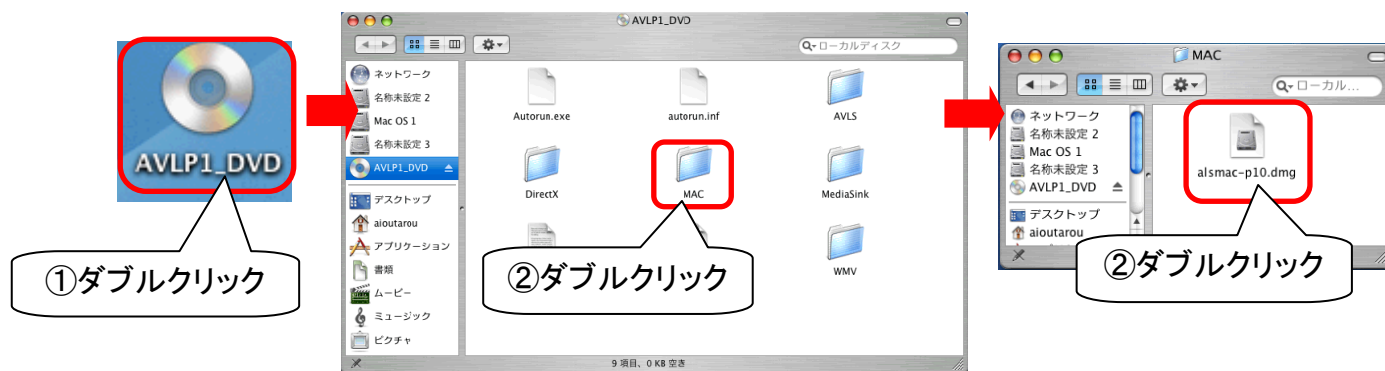 AVLP1_DVD
①ダブルクリック
AVLP1_DVD
ローカルディスク
ネットワーク
名称未設定 2
Mac OS 1
名称未設定 3
AVLP1_DVD
デスクトップ
aioutarou
アプリケーション
書類
ムービー
ミュージック
ピクチャ
Autorun.exe
autorun.inf
AVLS
DirectX
MAC
MediaSink
WMV
②ダブルクリック
9 項目、0 KB 空き
MAC
ローカル...
ネットワーク
名称未設定 2
Mac OS 1
名称未設定 3
AVLP1_DVD
デスクトップ
aioutarou
alsmac-p10.dmg
②ダブルクリック